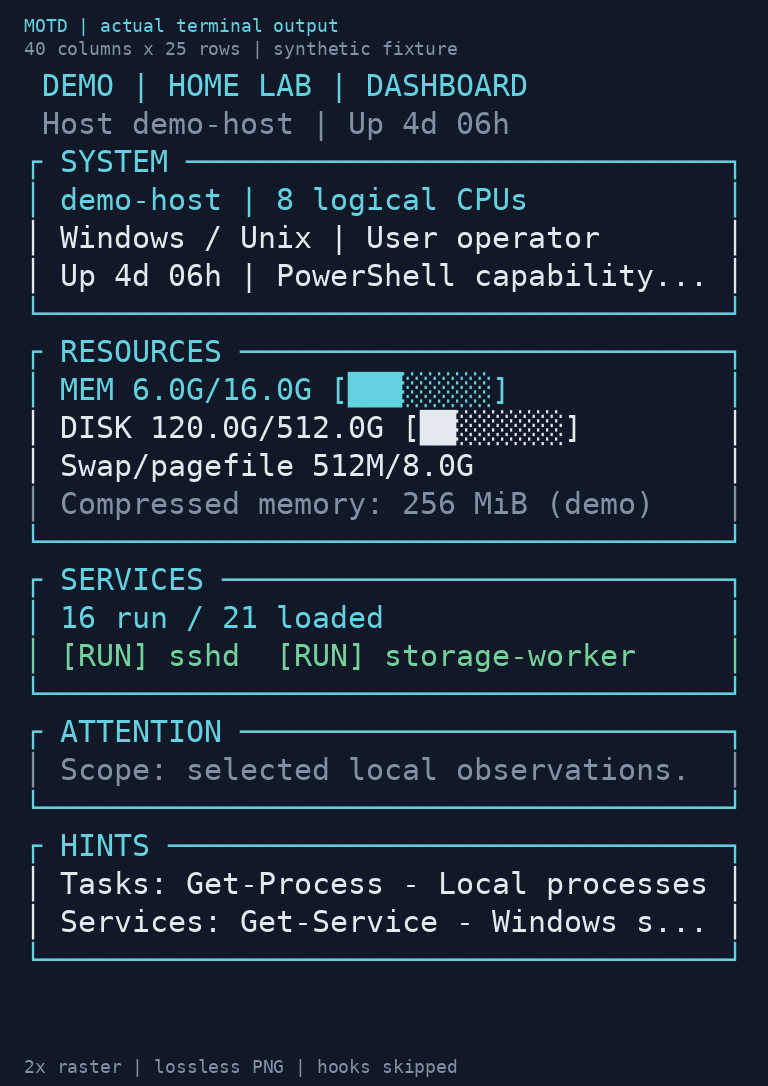 MOTD | actual terminal output
40 columns x 25 rows | synthetic fixture
DEMO | HOME LAB | DASHBOARD
Host demo-host | Up 4d 06h
SYSTEM
demo-host | 8 logical CPUs
Windows / Unix | User operator
Up 4d 06h | PowerShell capability...
RESOURCES
MEM 6.0G/16.0G [███░░░░░]
DISK 120.0G/512.0G [██░░░░░░]
Swap/pagefile 512M/8.0G
Compressed memory: 256 MiB (demo)
SERVICES
16 run / 21 loaded
[RUN] sshd  [RUN] storage-worker
ATTENTION
Scope: selected local observations.
HINTS
Tasks: Get-Process - Local processes
Services: Get-Service - Windows s...
2x raster | lossless PNG | hooks skipped